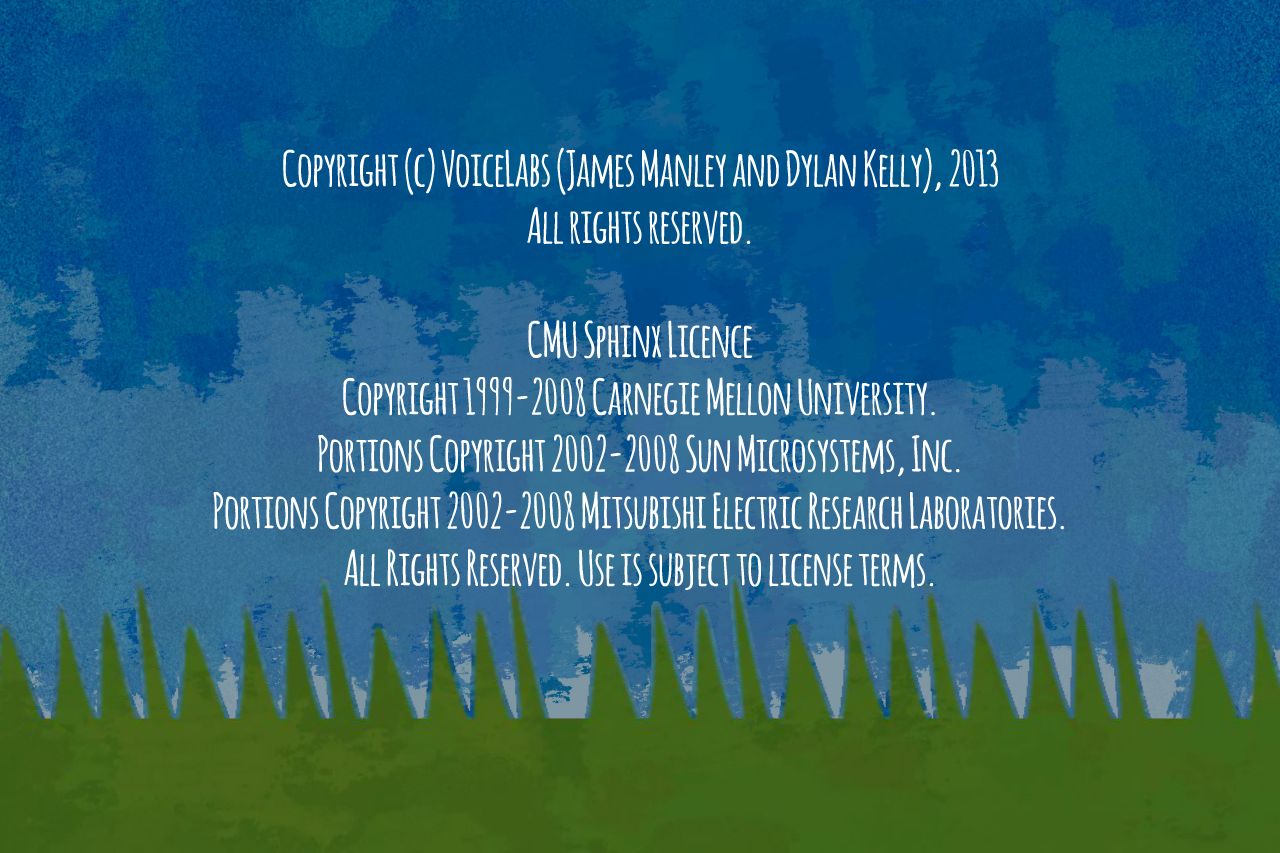 Copyright (c) VoiceLabs (James Manley and Dylan Kelly), 2013
All rights reserved.
CMU Sphinx Licence
Copyright 1999-2008 Carnegie Mellon University.
Portions Copyright 2002-2008 Sun Microsystems, Inc.
Portions Copyright 2002-2008 Mitsubishi Electric Research Laboratories.
All Rights Reserved. Use is subject to license terms.